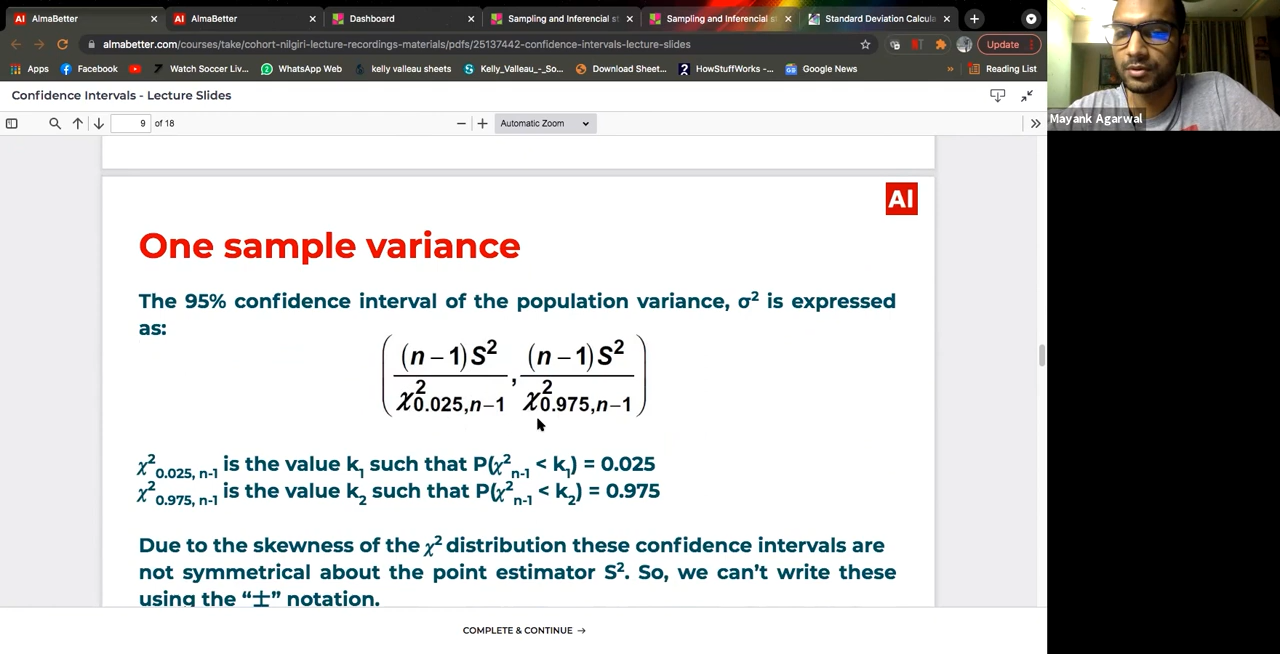 AI AlmaBetter × AI AlmaBetter × Dashboard × Sampling and Inferencial st × Sampling and Inferencial st × Standard Deviation Calcula × +
almabetter.com/courses/take/cohort-nilgiri-lecture-recordings-materials/pdfs/25137442-confidence-intervals-lecture-slides Update
Apps Facebook Watch Soccer Liv... WhatsApp Web kelly valleau sheets Kelly_Valleau_-_So... Download Sheet... HowStuffWorks -... Google News » Reading List
Confidence Intervals - Lecture Slides
Mayank Agarwal
9 of 18 − + Automatic Zoom »
AI
One sample variance
The 95% confidence interval of the population variance, σ² is expressed
as:
( (n − 1) S² / χ²0.025,n−1 , (n − 1) S² / χ²0.975,n−1 )
χ²0.025, n-1 is the value k1 such that P(χ²n-1 < k1) = 0.025
χ²0.975, n-1 is the value k2 such that P(χ²n-1 < k2) = 0.975
Due to the skewness of the χ² distribution these confidence intervals are
not symmetrical about the point estimator S². So, we can't write these
using the “±” notation.
COMPLETE & CONTINUE →